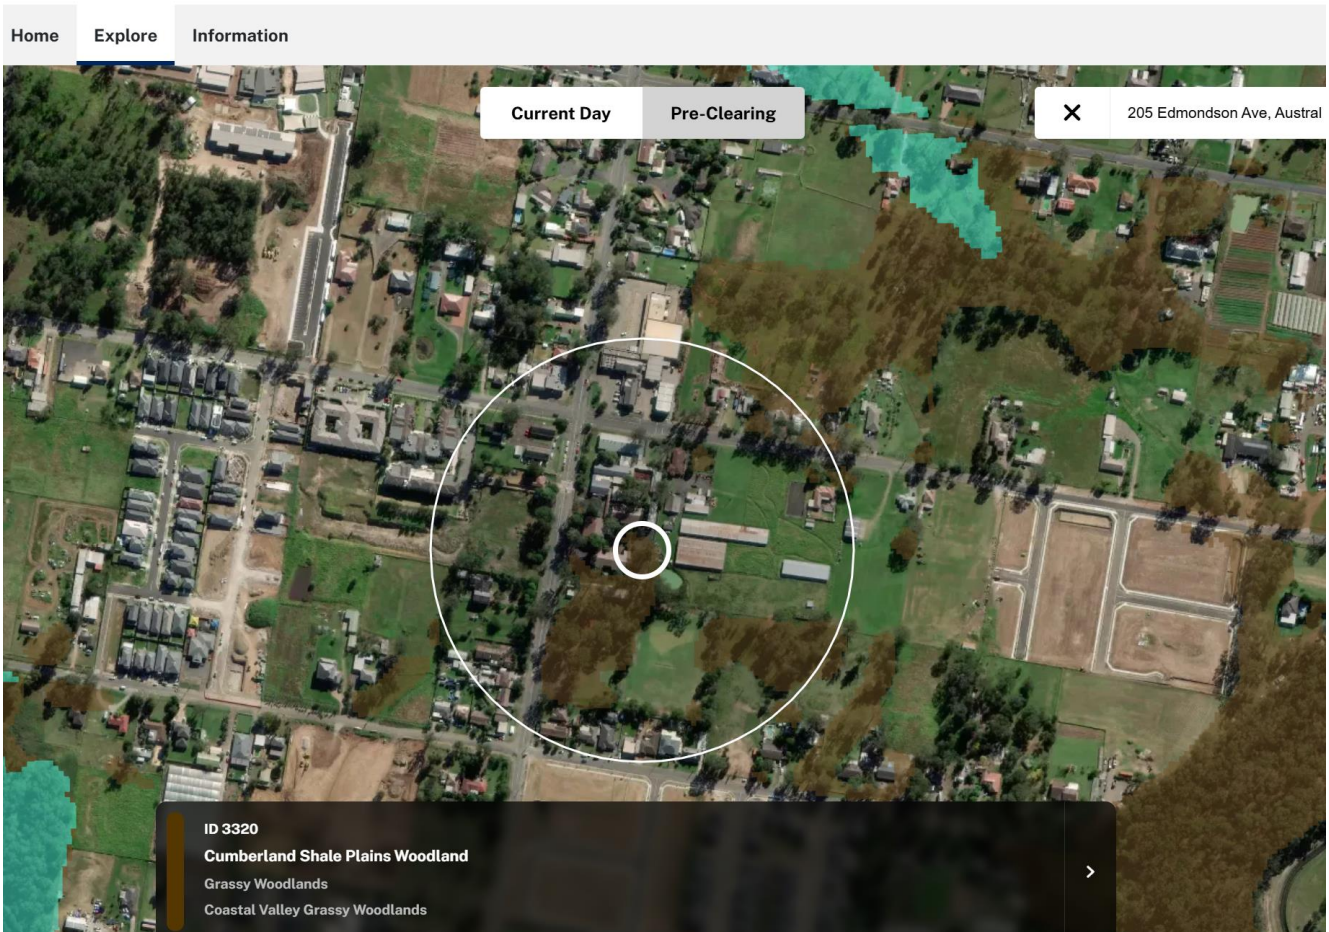 Home
Explore
Information
Current Day
Pre-Clearing
205 Edmondson Ave, Austral
ID 3320
Cumberland Shale Plains Woodland
Grassy Woodlands
Coastal Valley Grassy Woodlands